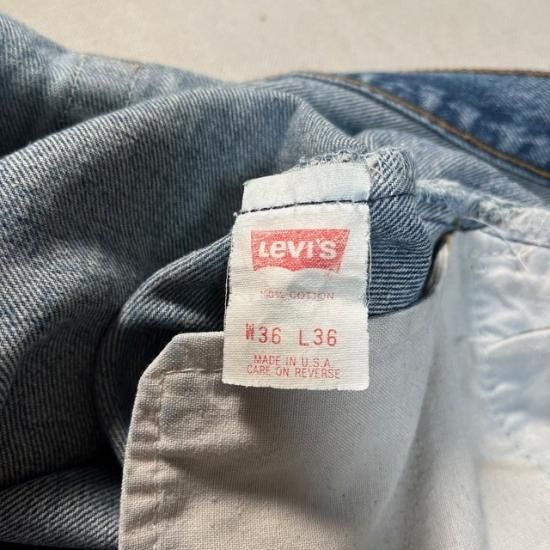 Levi's
100% COTTON
W36 L36
MADE IN U.S.A
CARE ON REVERSE